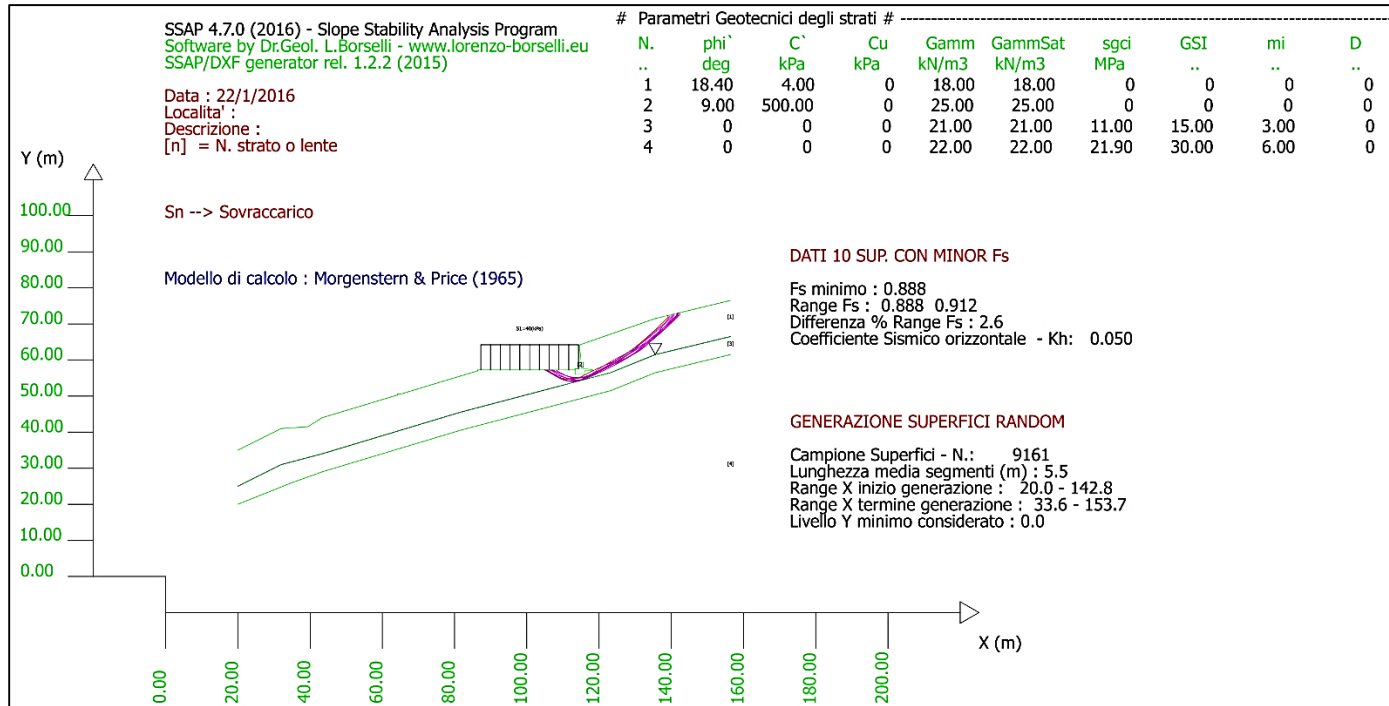 SSAP 4.7.0 (2016) - Slope Stability Analysis Program
Software by Dr.Geol. L.Borselli - www.lorenzo-borselli.eu
SSAP/DXF generator rel. 1.2.2 (2015)
Data : 22/1/2016
Localita' :
Descrizione :
[n] = N. strato o lente
# Parametri Geotecnici degli strati #
N. phi` C` Cu Gamm GammSat sgci GSI mi D
.. deg kPa kPa kN/m3 kN/m3 MPa .. .. ..
1 18.40 4.00 0 18.00 18.00 0 0 0 0
2 9.00 500.00 0 25.00 25.00 0 0 0 0
3 0 0 0 21.00 21.00 11.00 15.00 3.00 0
4 0 0 0 22.00 22.00 21.90 30.00 6.00 0
Y (m)
Sn --> Sovraccarico
Modello di calcolo : Morgenstern & Price (1965)
100.00
90.00
80.00
70.00
60.00
50.00
40.00
30.00
20.00
10.00
0.00
[1]
[3]
[4]
DATI 10 SUP. CON MINOR Fs
Fs minimo : 0.888
Range Fs : 0.888 0.912
Differenza % Range Fs : 2.6
Coefficiente Sismico orizzontale - Kh: 0.050
GENERAZIONE SUPERFICI RANDOM
Campione Superfici - N.: 9161
Lunghezza media segmenti (m) : 5.5
Range X inizio generazione : 20.0 - 142.8
Range X termine generazione : 33.6 - 153.7
Livello Y minimo considerato : 0.0
X (m)
0.00
20.00
40.00
60.00
80.00
100.00
120.00
140.00
160.00
180.00
200.00